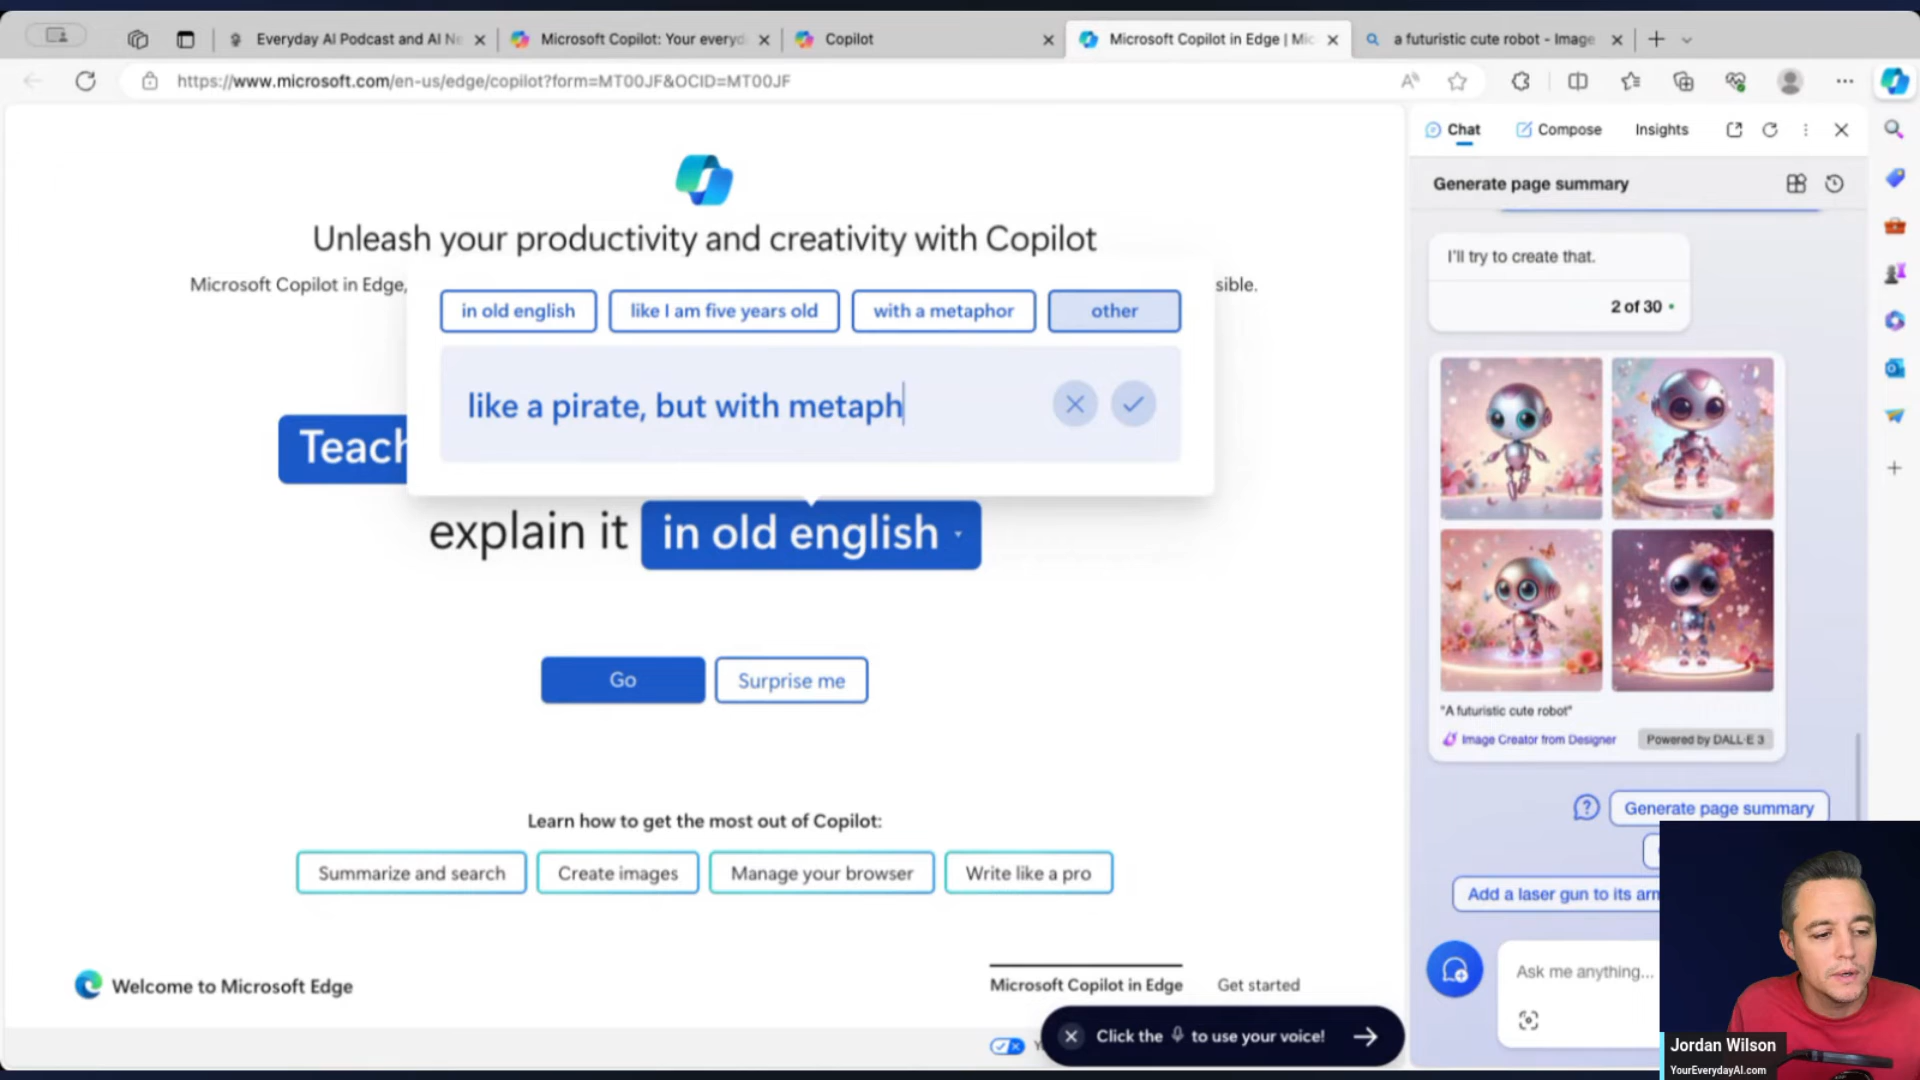 Everyday AI Podcast and AI Ne
Microsoft Copilot: Your everyd
Copilot
Microsoft Copilot in Edge | Mic
a futuristic cute robot - Image
https://www.microsoft.com/en-us/edge/copilot?form=MT00JF&OCID=MT00JF
Unleash your productivity and creativity with Copilot
Microsoft Copilot in Edge,
sible.
in old english
like I am five years old
with a metaphor
other
like a pirate, but with metaph
Teach
explain it in old english
Go
Surprise me
Learn how to get the most out of Copilot:
Summarize and search
Create images
Manage your browser
Write like a pro
Welcome to Microsoft Edge
Microsoft Copilot in Edge
Get started
Click the to use your voice!
Chat
Compose
Insights
Generate page summary
I'll try to create that.
2 of 30
"A futuristic cute robot"
Image Creator from Designer
Powered by DALL·E 3
Generate page summary
Add a laser gun to its arm
Ask me anything...
Jordan Wilson
YourEverydayAI.com